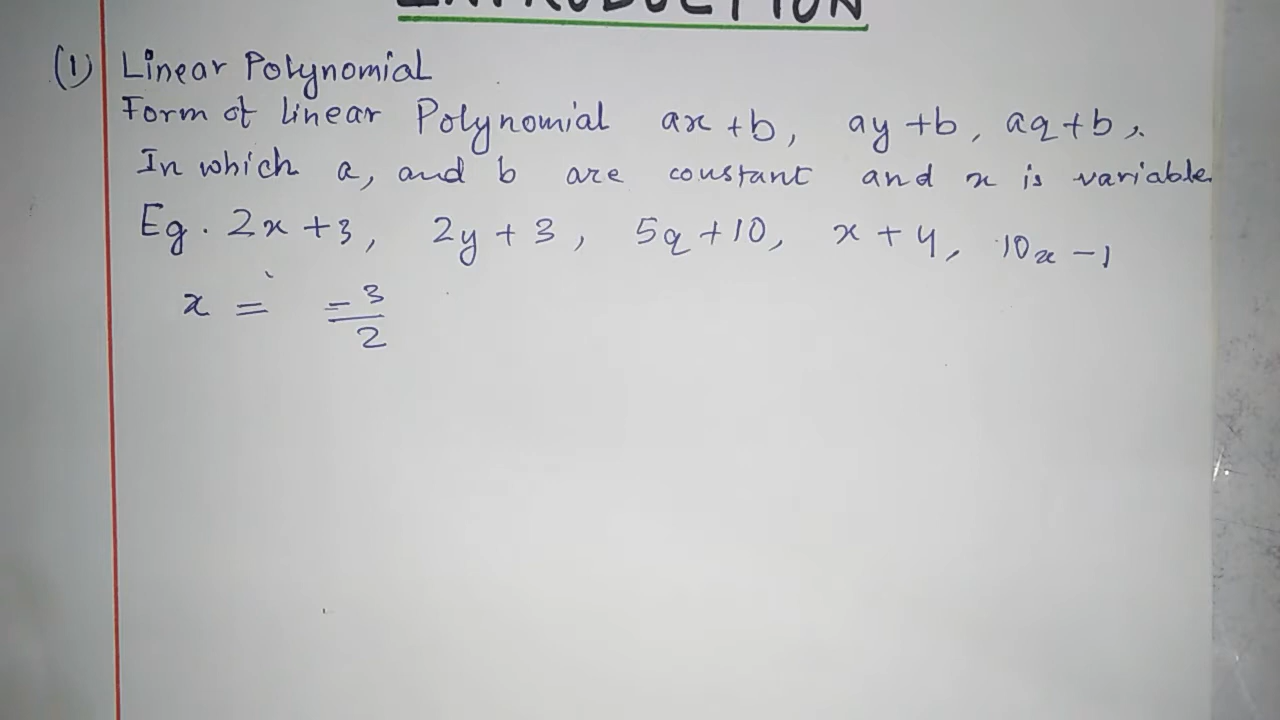 INTRODUCTION
(1) Linear Polynomial
Form of linear Polynomial ax+b, ay+b, aq+b,.
In which a, and b are constant and x is variable.
Eg. 2x+3, 2y+3, 5q+10, x+4, 10x-1
x = -3/2